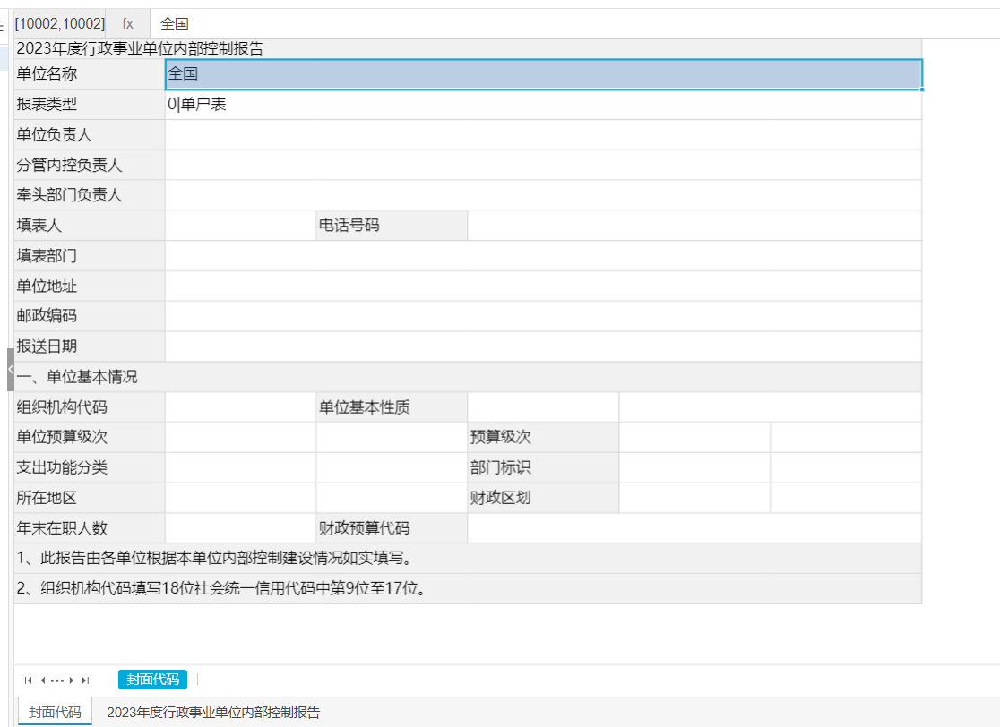 [10002,10002] fx 全国
2023年度行政事业单位内部控制报告
单位名称 全国
报表类型 0|单户表
单位负责人
分管内控负责人
牵头部门负责人
填表人 电话号码
填表部门
单位地址
邮政编码
报送日期
一、单位基本情况
组织机构代码 单位基本性质
单位预算级次 预算级次
支出功能分类 部门标识
所在地区 财政区划
年末在职人数 财政预算代码
1、此报告由各单位根据本单位内部控制建设情况如实填写。
2、组织机构代码填写18位社会统一信用代码中第9位至17位。
封面代码
封面代码 2023年度行政事业单位内部控制报告